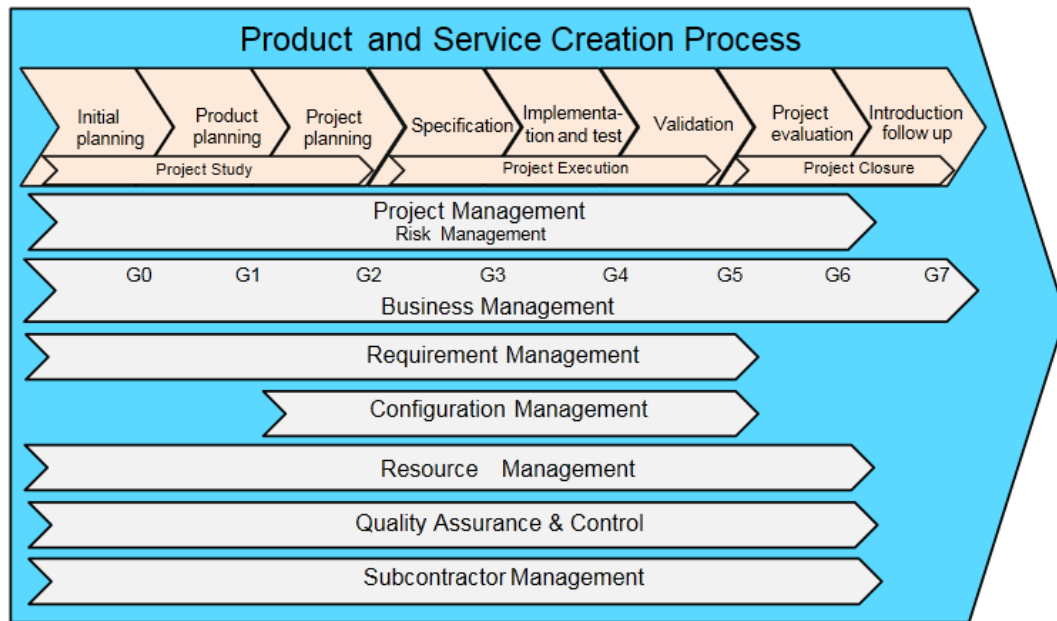 Product and Service Creation Process
Initial
planning
Product
planning
Project
planning
Specification
Implementa-
tion and test
Validation
Project
evaluation
Introduction
follow up
Project Study
Project Execution
Project Closure
Project Management
Risk Management
G0 G1 G2 G3 G4 G5 G6 G7
Business Management
Requirement Management
Configuration Management
Resource Management
Quality Assurance & Control
Subcontractor Management